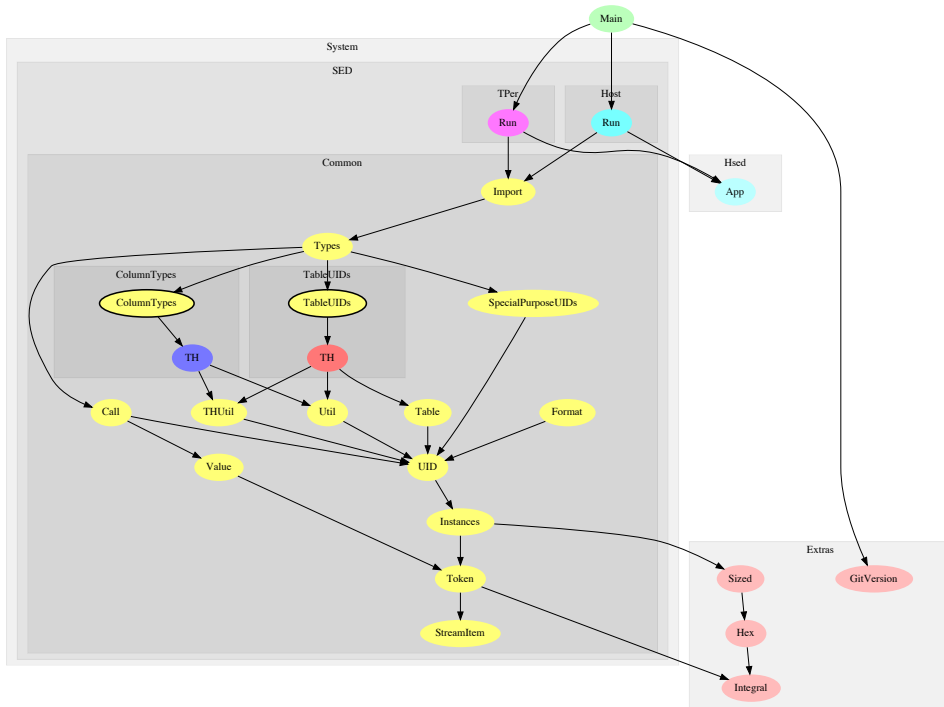 Main
System
SED
TPer
Host
Run
Run
Common
Hsed
Import
App
Types
ColumnTypes
TableUIDs
ColumnTypes
TableUIDs
SpecialPurposeUIDs
TH
TH
Call
THUtil
Util
Table
Format
Value
UID
Instances
Extras
Token
Sized
GitVersion
StreamItem
Hex
Integral